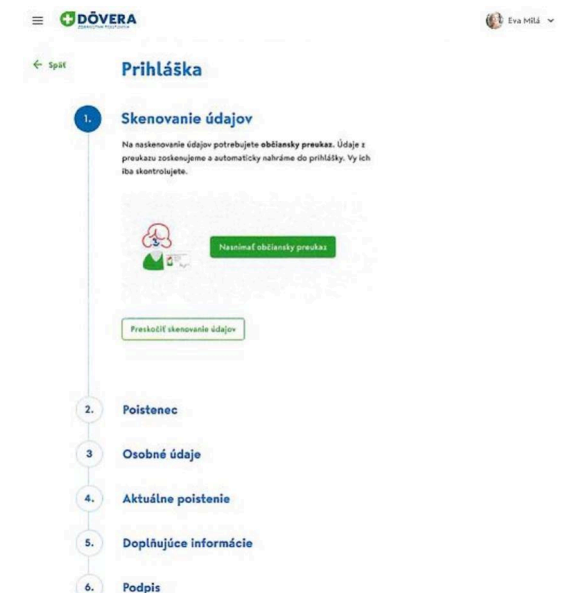 DÔVERA
ZDRAVOTNÁ POISŤOVŇA
Eva Milá
Späť
Prihláška
1.
Skenovanie údajov
Na naskenovanie údajov potrebujete občiansky preukaz. Údaje z
preukazu zoskenujeme a automaticky nahráme do prihlášky. Vy ich
iba skontrolujete.
Nasnímať občiansky preukaz
Preskočiť skenovanie údajov
2.
Poistenec
3
Osobné údaje
4.
Aktuálne poistenie
5.
Doplňujúce informácie
6.
Podpis